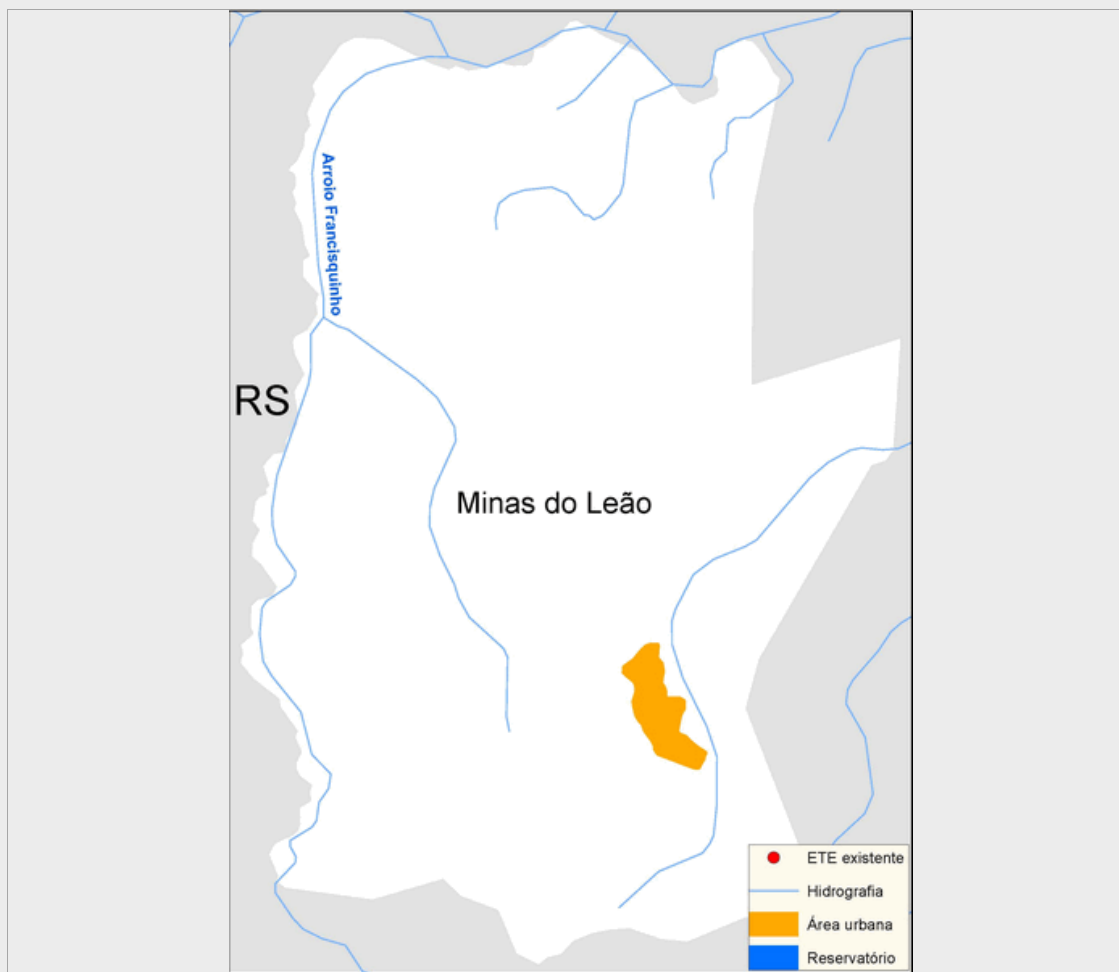 Arroio Francisquinho
RS
Minas do Leão
ETE existente
Hidrografia
Área urbana
Reservatório